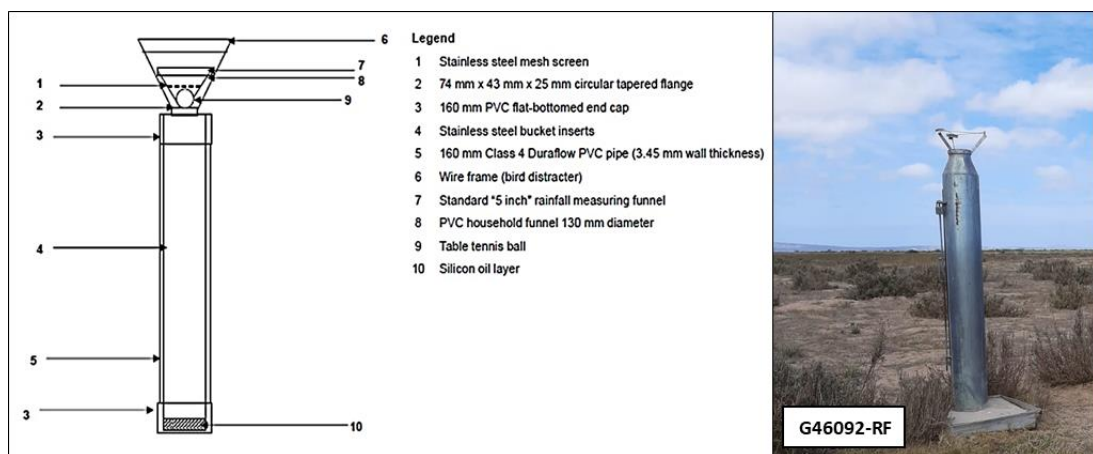 6
Legend
7
1 Stainless steel mesh screen
8
1
2 74 mm x 43 mm x 25 mm circular tapered flange
9
2
3 160 mm PVC flat-bottomed end cap
3
4 Stainless steel bucket inserts
5 160 mm Class 4 Duraflow PVC pipe (3.45 mm wall thickness)
6 Wire frame (bird distracter)
7 Standard "5 inch" rainfall measuring funnel
8 PVC household funnel 130 mm diameter
4
9 Table tennis ball
10 Silicon oil layer
5
3
10
G46092-RF